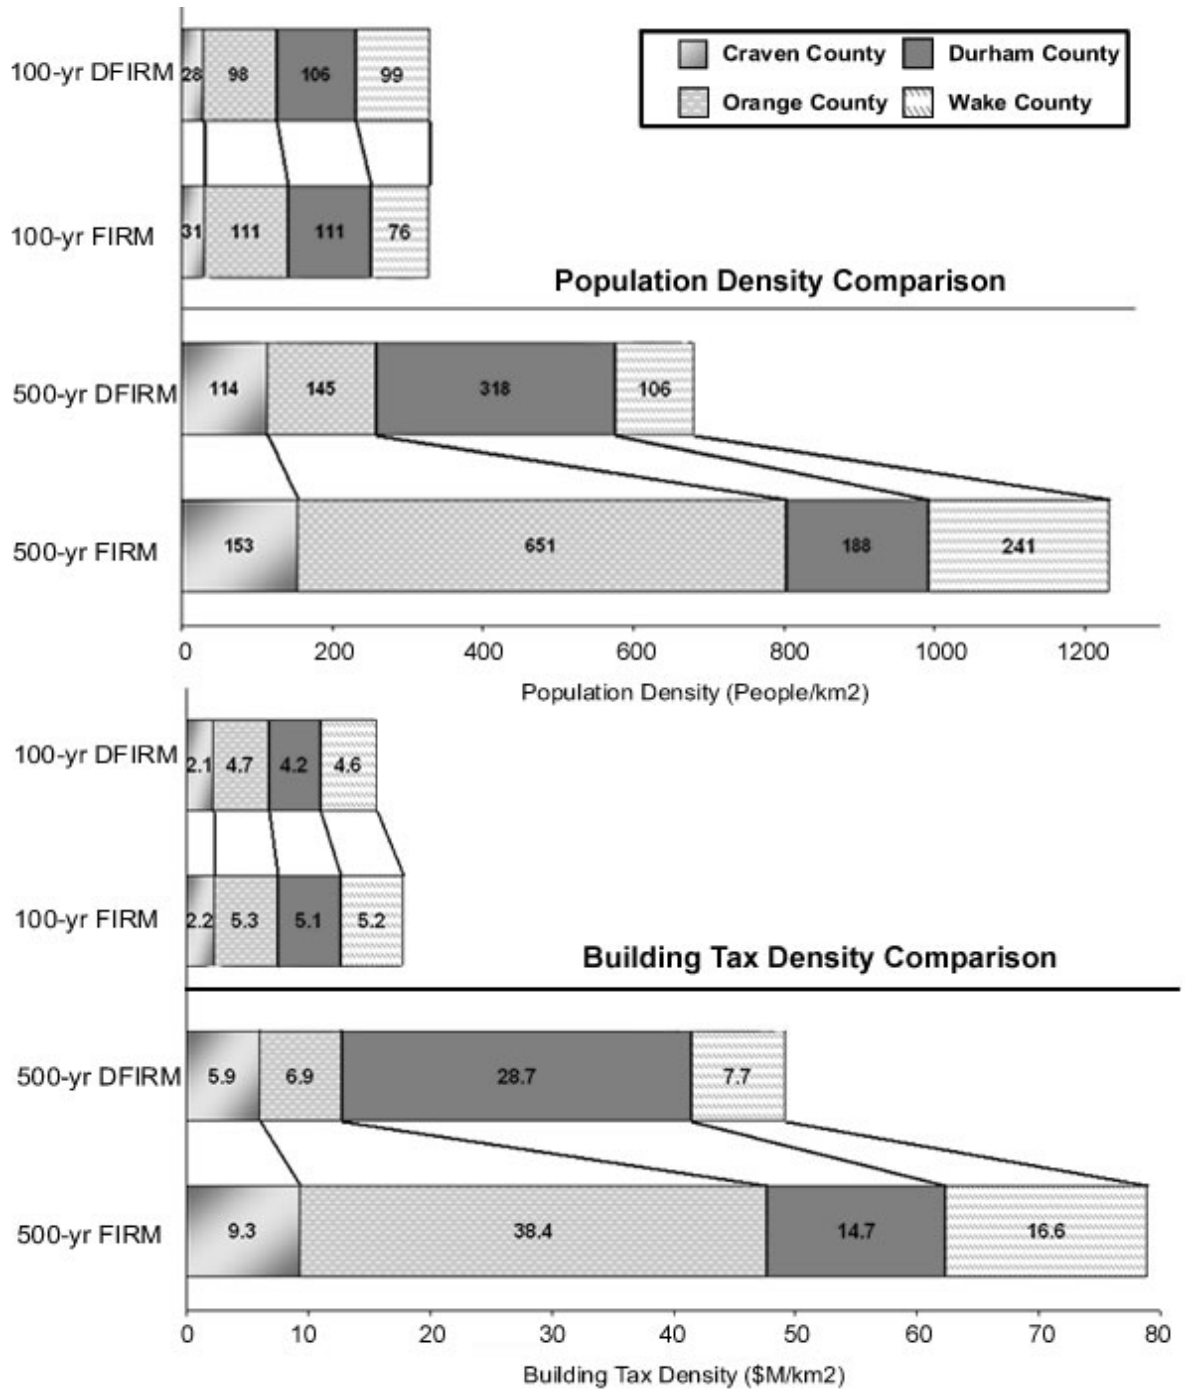 Craven County Durham County
Orange County Wake County
100-yr DFIRM 28 98 106 99
100-yr FIRM 31 111 111 76
Population Density Comparison
500-yr DFIRM 114 145 318 106
500-yr FIRM 153 651 188 241
0 200 400 600 800 1000 1200
Population Density (People/km2)
100-yr DFIRM 2.1 4.7 4.2 4.6
100-yr FIRM 2.2 5.3 5.1 5.2
Building Tax Density Comparison
500-yr DFIRM 5.9 6.9 28.7 7.7
500-yr FIRM 9.3 38.4 14.7 16.6
0 10 20 30 40 50 60 70 80
Building Tax Density ($M/km2)